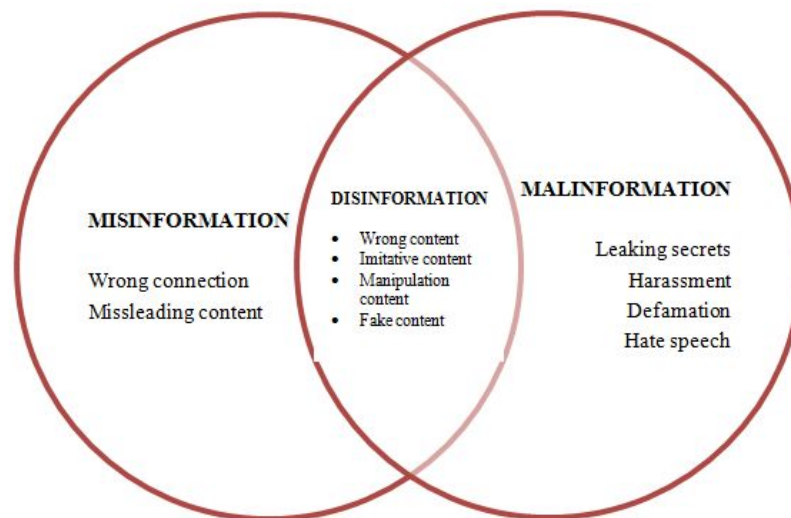 MISINFORMATION
Wrong connection
Missleading content
DISINFORMATION
• Wrong content
• Imitative content
• Manipulation
content
• Fake content
MALINFORMATION
Leaking secrets
Harassment
Defamation
Hate speech